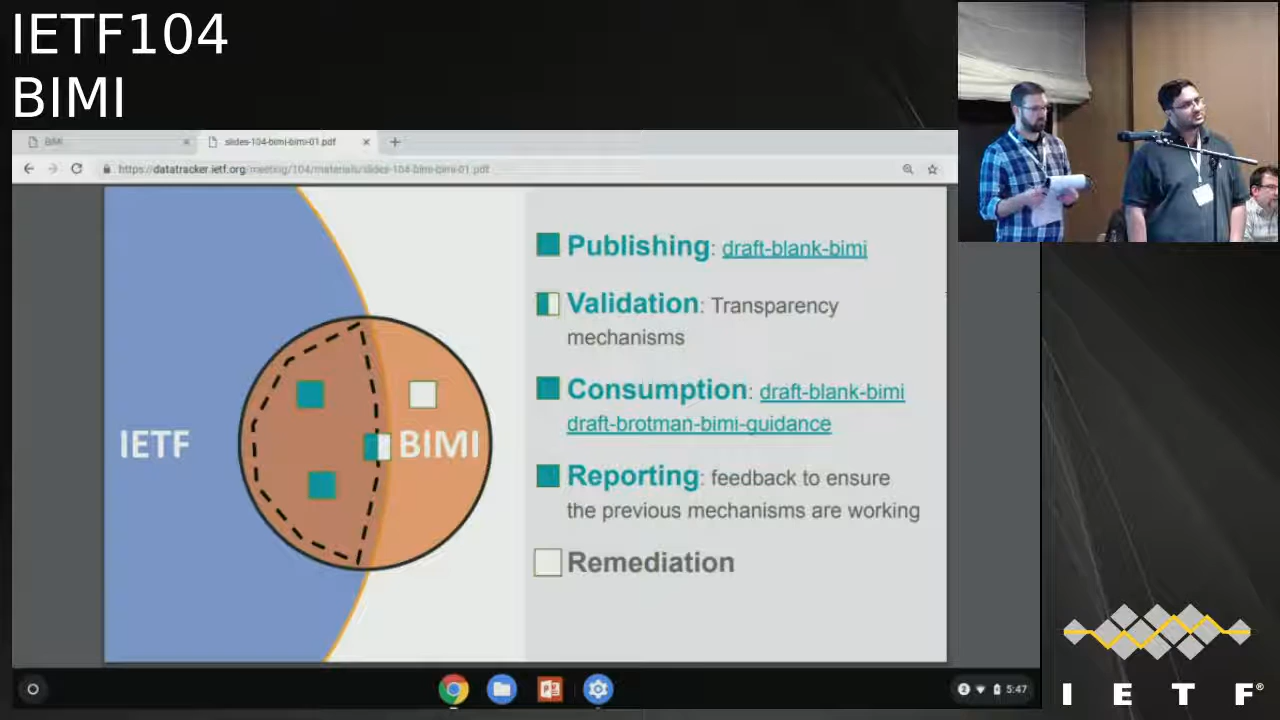 IETF104
BIMI
BIMI
slides-104-bimi-bimi-01.pdf
https://datatracker.ietf.org/meeting/104/materials/slides-104-bimi-bimi-01.pdf
Publishing: draft-blank-bimi
Validation: Transparency
mechanisms
Consumption: draft-blank-bimi
draft-brotman-bimi-guidance
Reporting: feedback to ensure
the previous mechanisms are working
Remediation
IETF
BIMI
2
5:47
I E T F®